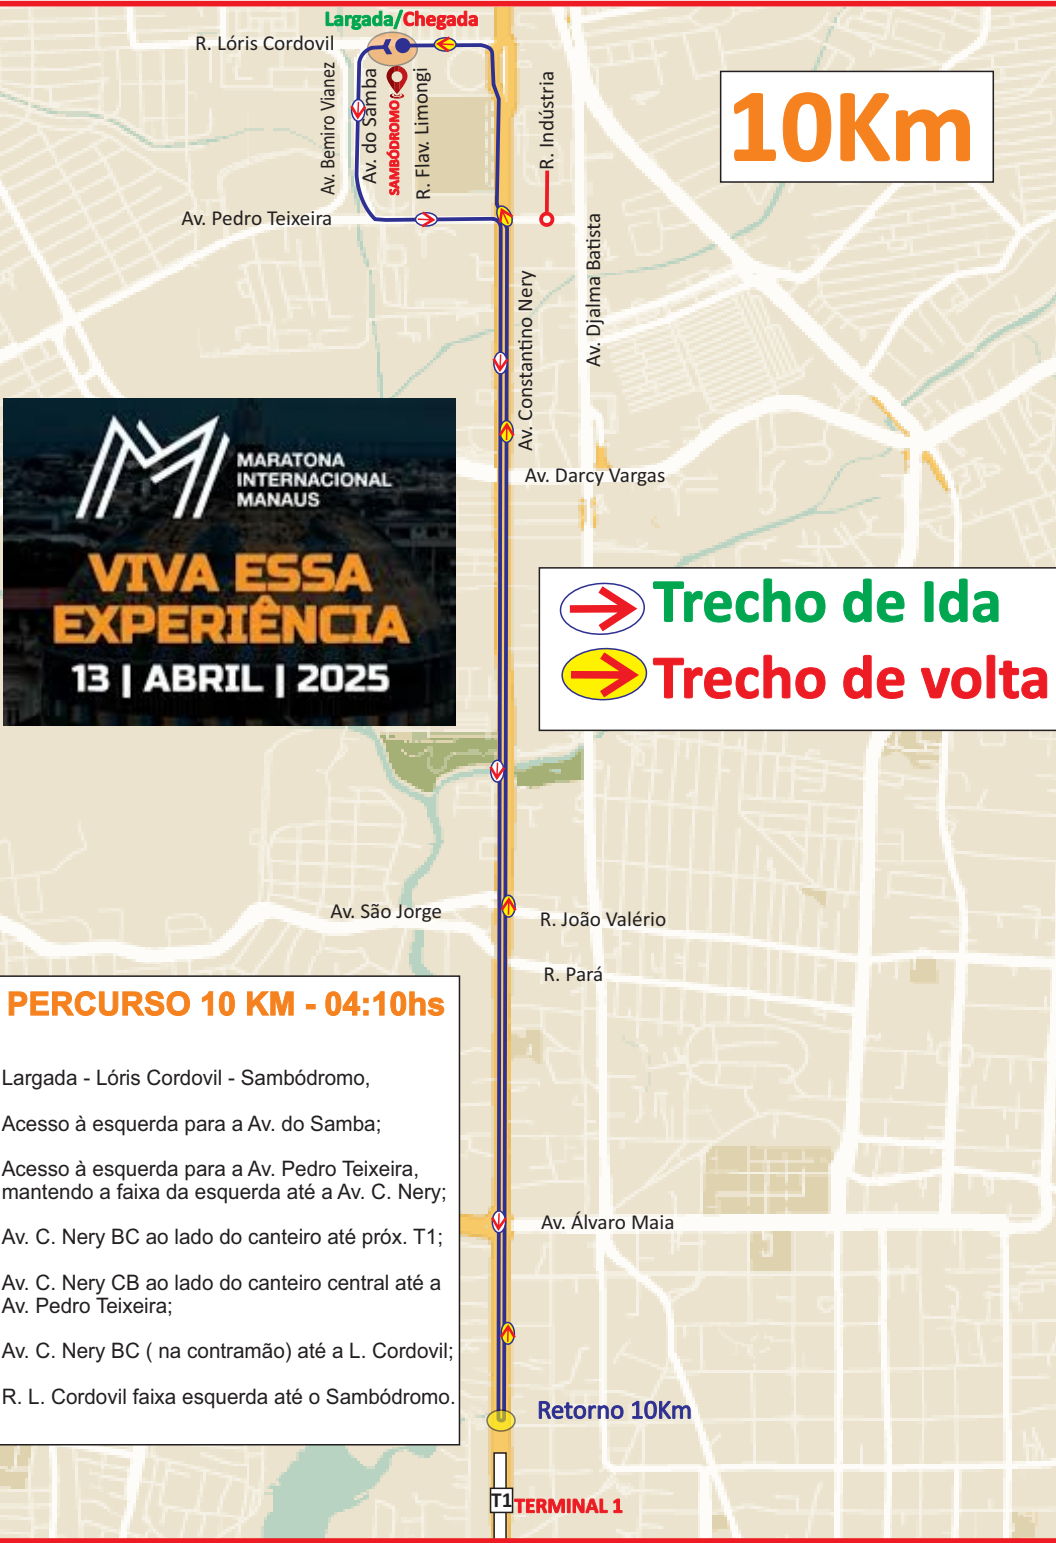 Largada/Chegada
R. Lóris Cordovil
Av. Bemiro Vianez
Av. do Samba
SAMBÓDROMO
R. Flav. Limongi
R. Indústria
10Km
Av. Pedro Teixeira
Av. Djalma Batista
Av. Constantino Nery
MARATONA
INTERNACIONAL
MANAUS
VIVA ESSA
EXPERIÊNCIA
13 | ABRIL | 2025
Av. Darcy Vargas
Trecho de Ida
Trecho de volta
Av. São Jorge
R. João Valério
R. Pará
PERCURSO 10 KM - 04:10hs
Largada - Lóris Cordovil - Sambódromo,
Acesso à esquerda para a Av. do Samba;
Acesso à esquerda para a Av. Pedro Teixeira,
mantendo a faixa da esquerda até a Av. C. Nery;
Av. C. Nery BC ao lado do canteiro até próx. T1;
Av. C. Nery CB ao lado do canteiro central até a
Av. Pedro Teixeira;
Av. C. Nery BC ( na contramão) até a L. Cordovil;
R. L. Cordovil faixa esquerda até o Sambódromo.
Av. Álvaro Maia
Retorno 10Km
T1 TERMINAL 1